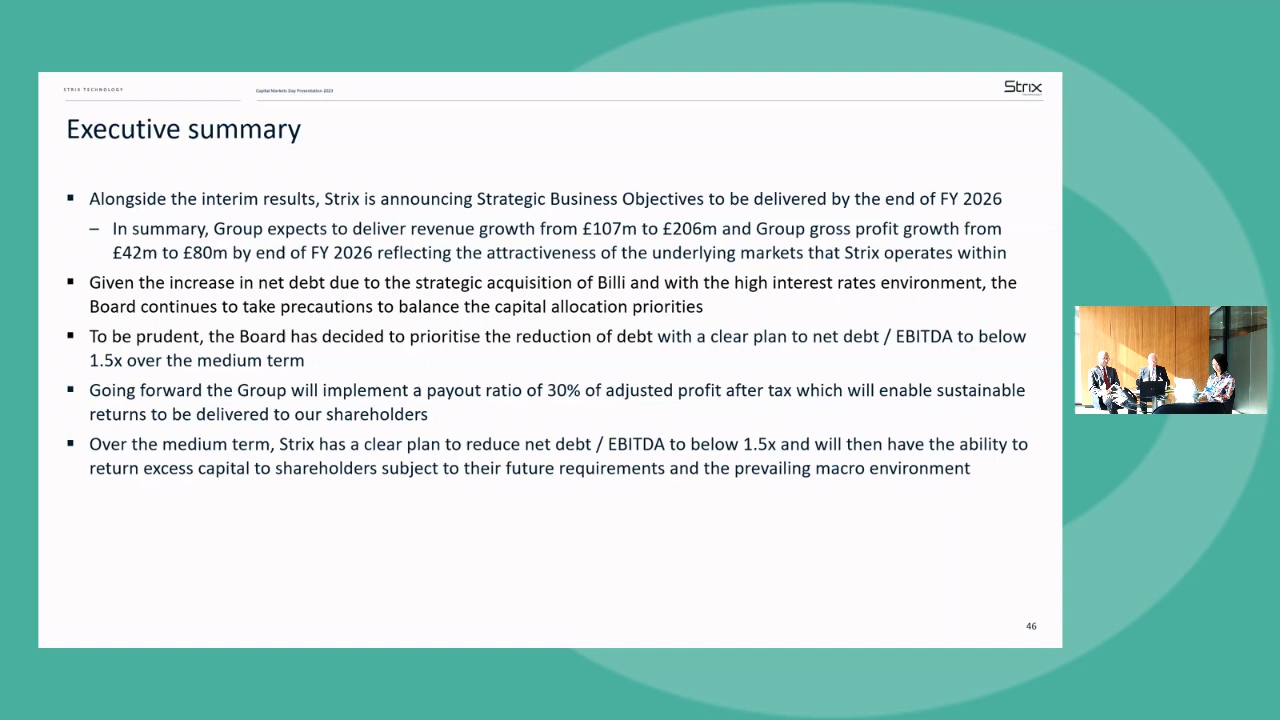 STRIX TECHNOLOGY
Capital Markets Day Presentation 2023
Strix
Executive summary
▪ Alongside the interim results, Strix is announcing Strategic Business Objectives to be delivered by the end of FY 2026
– In summary, Group expects to deliver revenue growth from £107m to £206m and Group gross profit growth from
£42m to £80m by end of FY 2026 reflecting the attractiveness of the underlying markets that Strix operates within
▪ Given the increase in net debt due to the strategic acquisition of Billi and with the high interest rates environment, the
Board continues to take precautions to balance the capital allocation priorities
▪ To be prudent, the Board has decided to prioritise the reduction of debt with a clear plan to net debt / EBITDA to below
1.5x over the medium term
▪ Going forward the Group will implement a payout ratio of 30% of adjusted profit after tax which will enable sustainable
returns to be delivered to our shareholders
▪ Over the medium term, Strix has a clear plan to reduce net debt / EBITDA to below 1.5x and will then have the ability to
return excess capital to shareholders subject to their future requirements and the prevailing macro environment
46